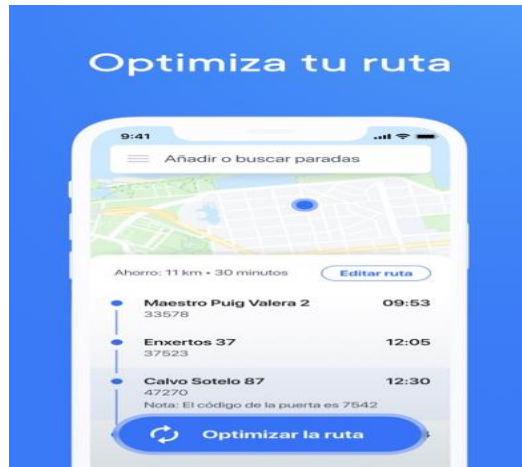 Optimiza tu ruta
9:41
Añadir o buscar paradas
Ahorro: 11 km • 30 minutos
Editar ruta
Maestro Puig Valera 2
09:53
33578
Enxertos 37
12:05
37523
Calvo Sotelo 87
12:30
47270
Nota: El código de la puerta es 7542
Optimizar la ruta